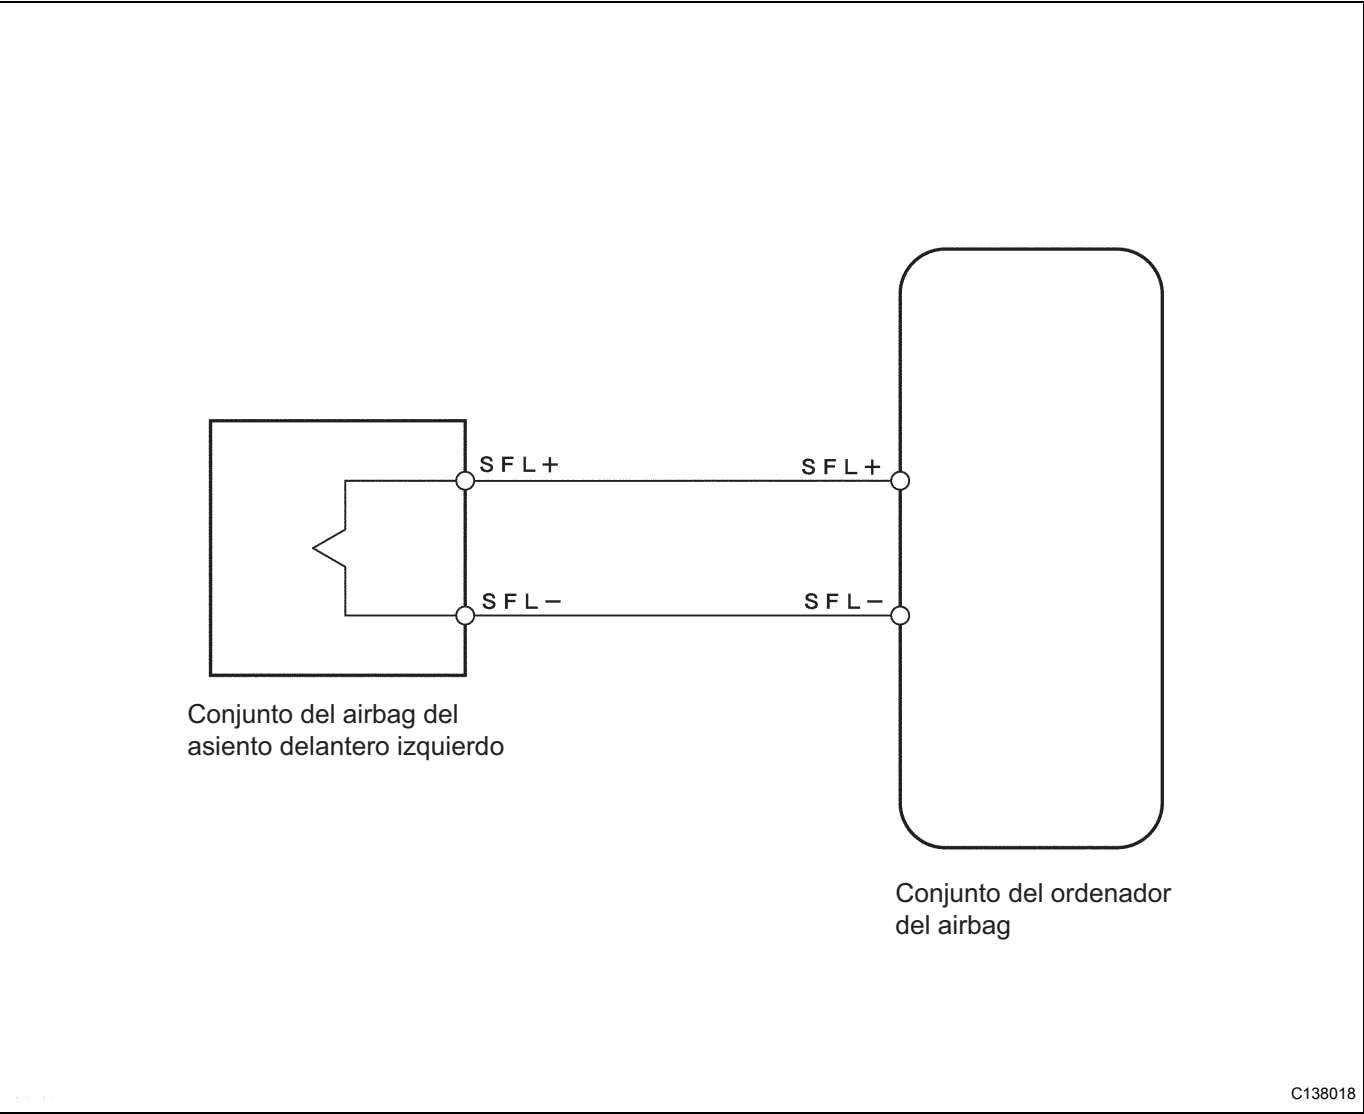 SFL+ SFL+
SFL− SFL−
Conjunto del airbag del
asiento delantero izquierdo
Conjunto del ordenador
del airbag
C138018